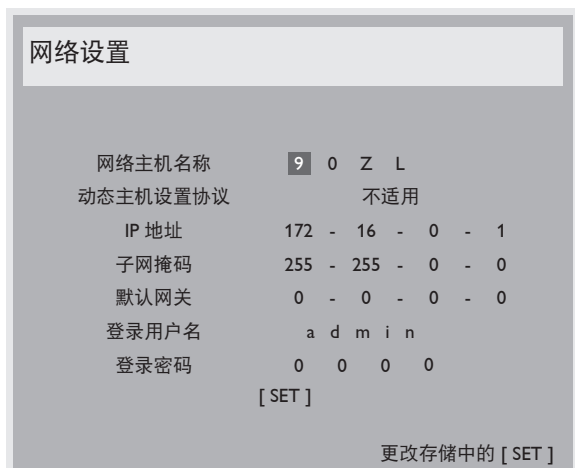 网络设置
网络主机名称 9 0 Z L
动态主机设置协议 不适用
IP 地址 172 - 16 - 0 - 1
子网掩码 255 - 255 - 0 - 0
默认网关 0 - 0 - 0 - 0
登录用户名 a d m i n
登录密码 0 0 0 0
[ SET ]
更改存储中的 [ SET ]